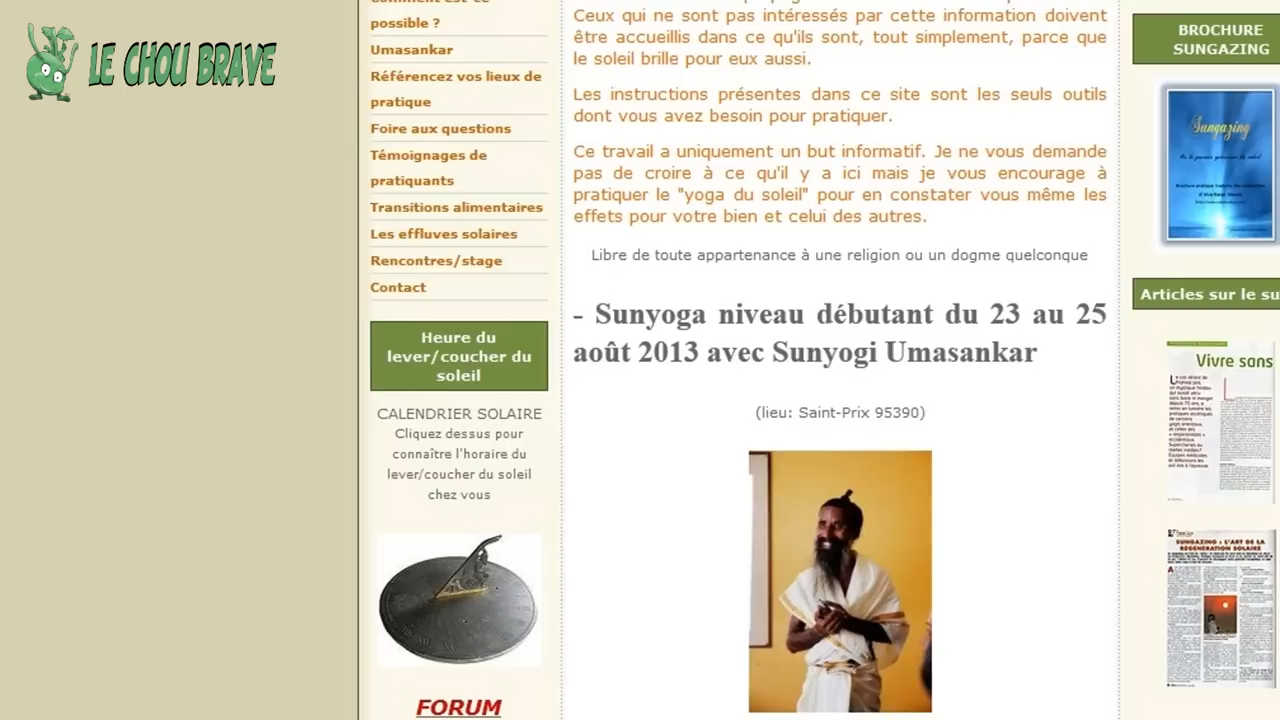 LE CHOU BRAVE
possible ?
Umasankar
Référencez vos lieux de
pratique
Foire aux questions
Témoignages de
pratiquants
Transitions alimentaires
Les effluves solaires
Rencontres/stage
Contact
Heure du
lever/coucher du
soleil
CALENDRIER SOLAIRE
Cliquez dessus pour
connaître l'horaire du
lever/coucher du soleil
chez vous
FORUM
Ceux qui ne sont pas intéressés par cette information doivent
être accueillis dans ce qu'ils sont, tout simplement, parce que
le soleil brille pour eux aussi.
Les instructions présentes dans ce site sont les seuls outils
dont vous avez besoin pour pratiquer.
Ce travail a uniquement un but informatif. Je ne vous demande
pas de croire à ce qu'il y a ici mais je vous encourage à
pratiquer le "yoga du soleil" pour en constater vous même les
effets pour votre bien et celui des autres.
Libre de toute appartenance à une religion ou un dogme quelconque
- Sunyoga niveau débutant du 23 au 25
août 2013 avec Sunyogi Umasankar
(lieu: Saint-Prix 95390)
BROCHURE
SUNGAZING
Sungazing
Articles sur le su
Vivre sans
SUNGAZING : L'ART DE LA
RÉGÉNÉRATION SOLAIRE